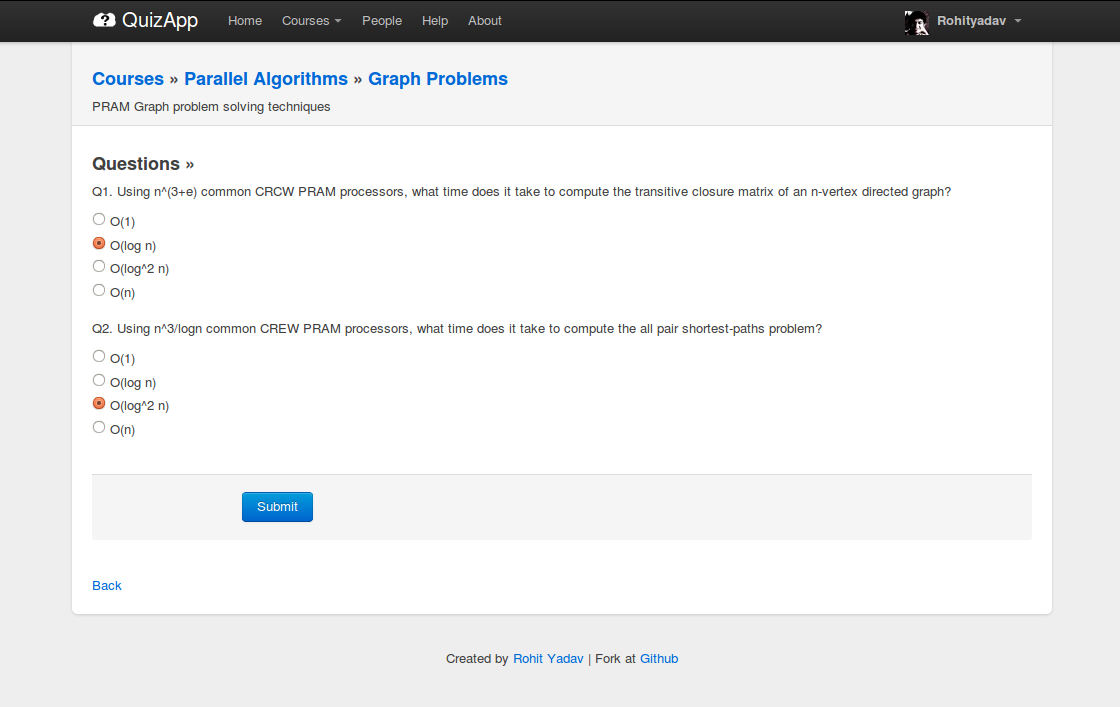 QuizApp Home Courses People Help About Rohityadav
Courses » Parallel Algorithms » Graph Problems
PRAM Graph problem solving techniques
Questions »
Q1. Using n^(3+e) common CRCW PRAM processors, what time does it take to compute the transitive closure matrix of an n-vertex directed graph?
O(1)
O(log n)
O(log^2 n)
O(n)
Q2. Using n^3/logn common CREW PRAM processors, what time does it take to compute the all pair shortest-paths problem?
O(1)
O(log n)
O(log^2 n)
O(n)
Submit
Back
Created by Rohit Yadav | Fork at Github